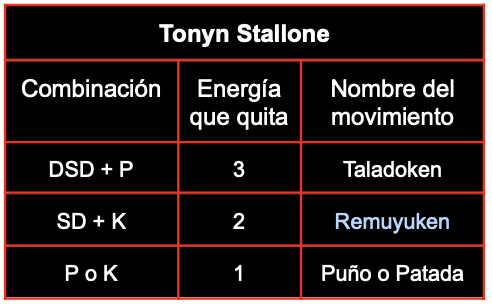 Tonyn Stallone
Combinación
Energía
que quita
Nombre del
movimiento
DSD + P 3 Taladoken
SD + K 2 Remuyuken
P o K 1 Puño o Patada